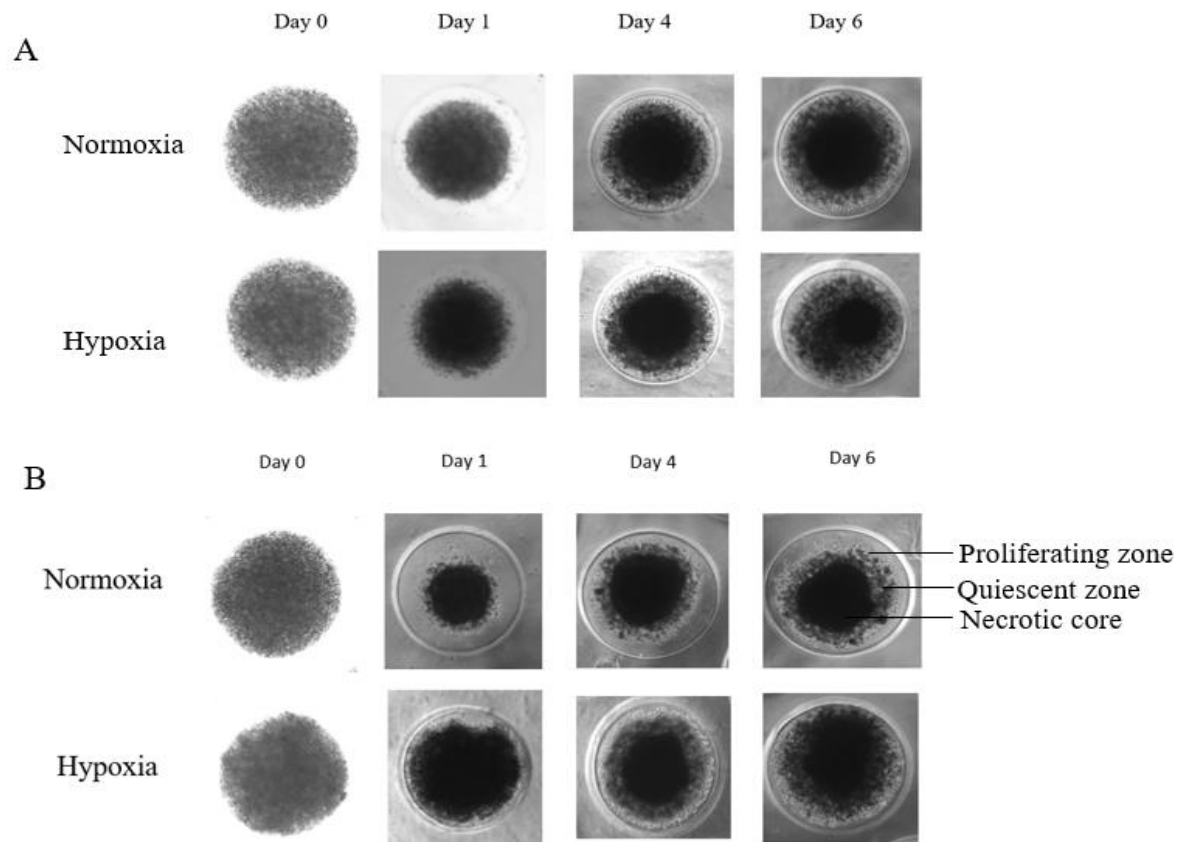 Day 0 Day 1 Day 4 Day 6
A
Normoxia
Hypoxia
Day 0 Day 1 Day 4 Day 6
B
Normoxia
Proliferating zone
Quiescent zone
Necrotic core
Hypoxia